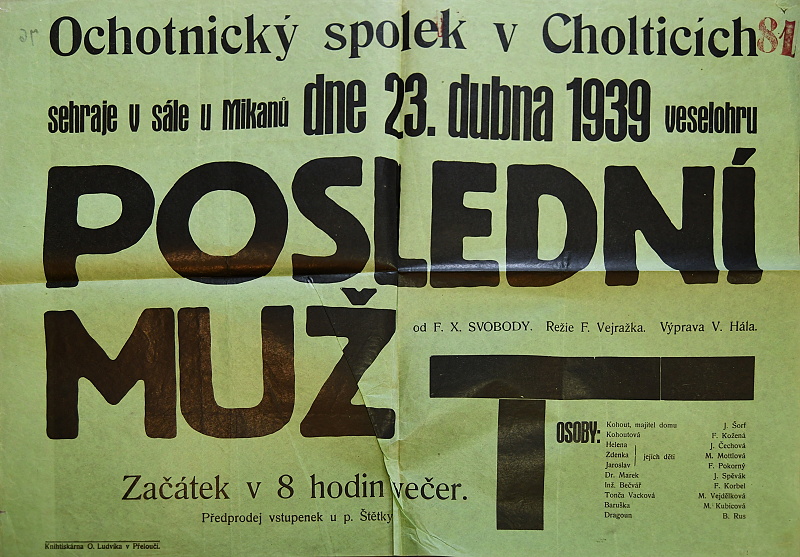 Ochotnický spolek v Cholticích
81
sehraje v sále u Mikanů dne 23. dubna 1939 veselohru
POSLEDNÍ
MUŽ
od F. X. SVOBODY. Režie F. Vejražka. Výprava V. Hála.
OSOBY:
Kohout, majitel domu J. Šorf
Kohoutová F. Kožená
Helena J. Čechová
Zdenka M. Mottlová
jejich děti
Jaroslav F. Pokorný
Dr. Marek J. Spěvák
Inž. Bečvář F. Korbel
Tonča Vacková M. Vejdělková
Baruška M. Kubicová
Dragoun B. Rus
Začátek v 8 hodin večer.
Předprodej vstupenek u p. Štětky
Knihtiskárna O. Ludvíka v Přelouči.